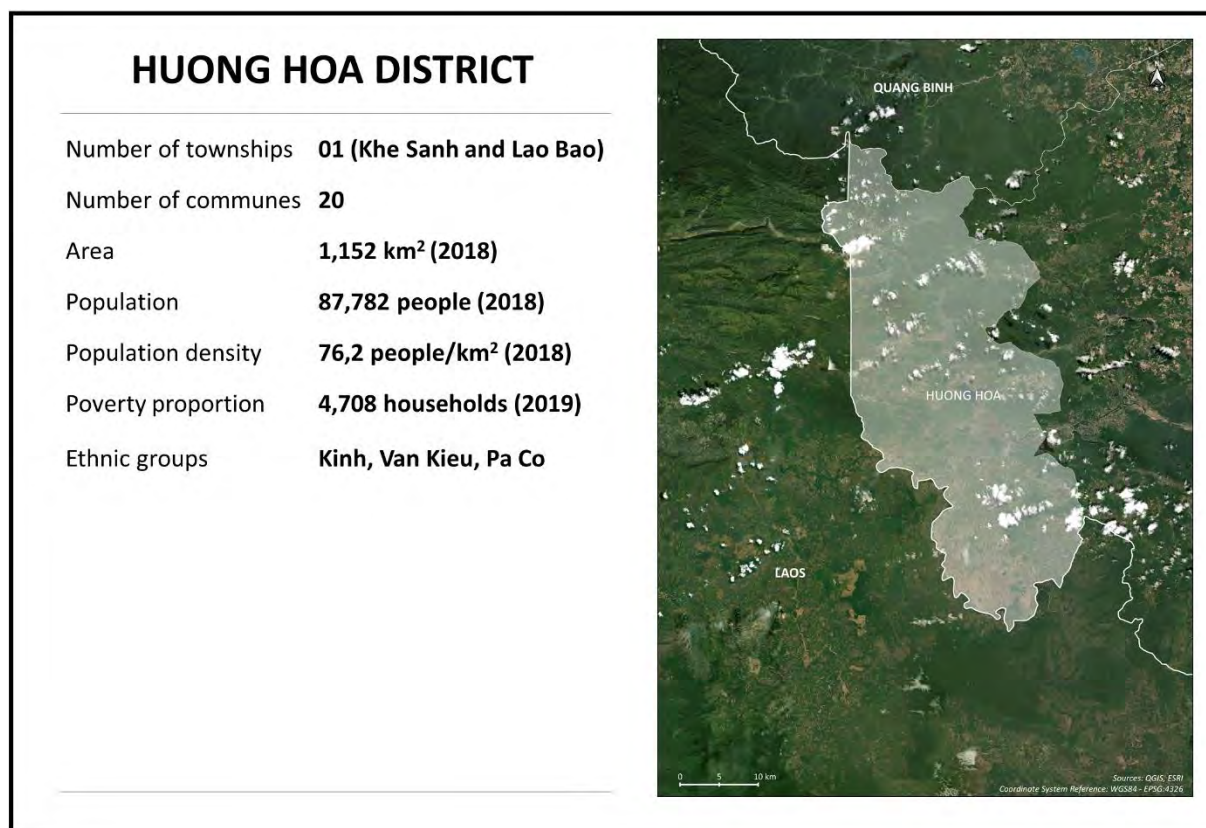 HUONG HOA DISTRICT
Number of townships 01 (Khe Sanh and Lao Bao)
Number of communes 20
Area 1,152 km² (2018)
Population 87,782 people (2018)
Population density 76,2 people/km² (2018)
Poverty proportion 4,708 households (2019)
Ethnic groups Kinh, Van Kieu, Pa Co
QUANG BINH
HUONG HOA
LAOS
0 5 10 km
Sources: QGIS, ESRI
Coordinate System Reference: WGS84 - EPSG:4326